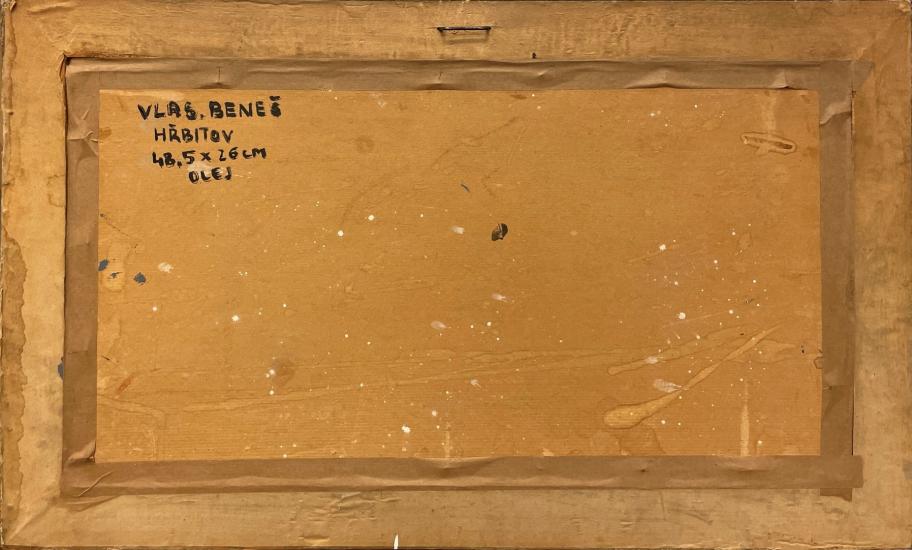 VLAS. BENEŠ
HŘBITOV
48,5 x 26 CM
OLEJ